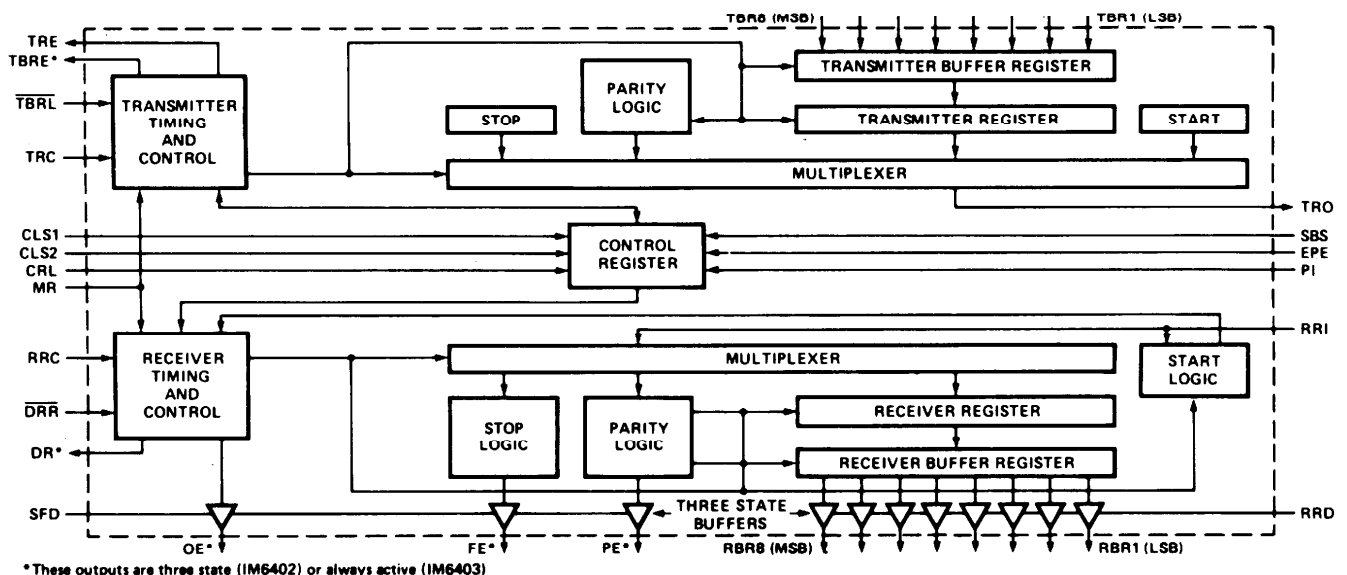 TBR8 (MSB) TBR1 (LSB)
TRE
TBRE*
TBRL
TRC
TRANSMITTER
TIMING
AND
CONTROL
STOP
PARITY
LOGIC
TRANSMITTER BUFFER REGISTER
TRANSMITTER REGISTER
START
MULTIPLEXER
TRO
CLS1
CLS2
CRL
MR
CONTROL
REGISTER
SBS
EPE
PI
RRI
RRC
DRR
DR*
RECEIVER
TIMING
AND
CONTROL
MULTIPLEXER
START
LOGIC
STOP
LOGIC
PARITY
LOGIC
RECEIVER REGISTER
RECEIVER BUFFER REGISTER
SFD
THREE STATE
BUFFERS
RRD
OE* FE* PE* RBR8 (MSB) RBR1 (LSB)
*These outputs are three state (IM6402) or always active (IM6403)